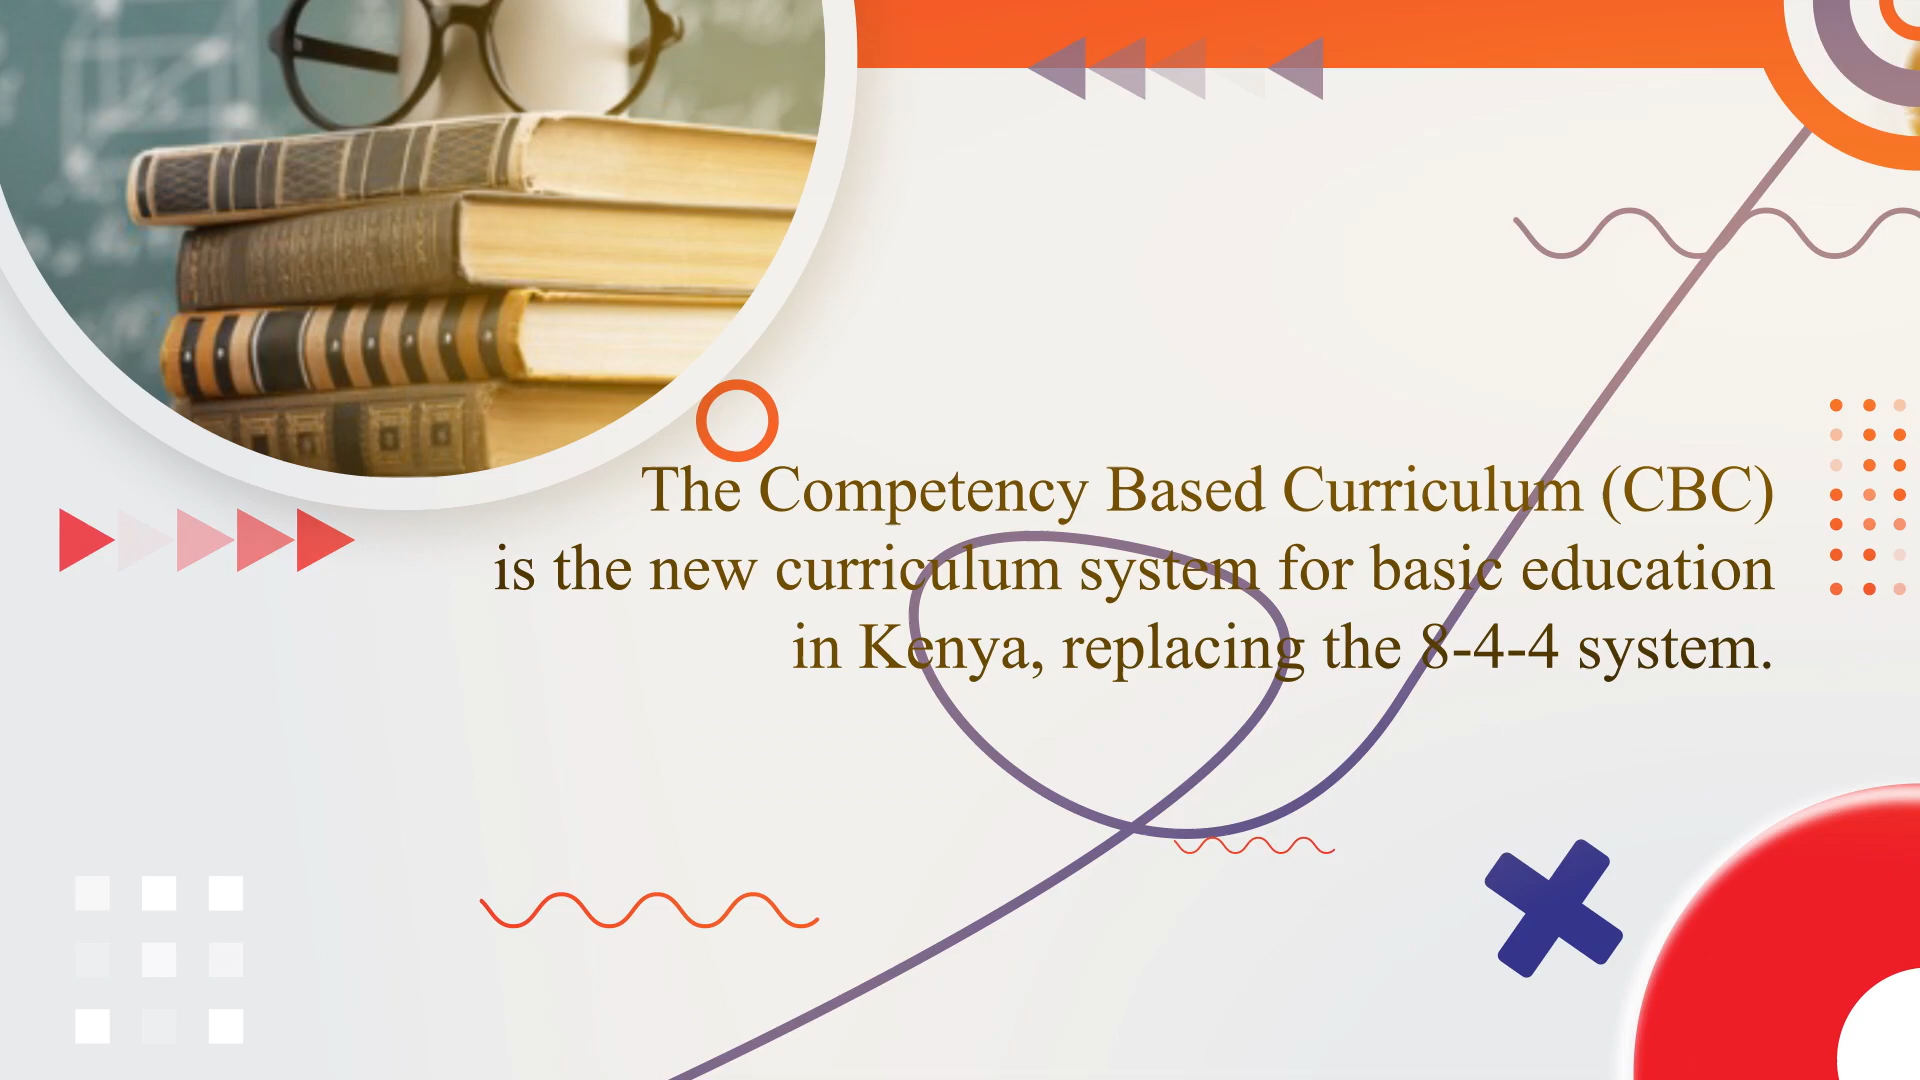 The Competency Based Curriculum (CBC)
is the new curriculum system for basic education
in Kenya, replacing the 8-4-4 system.